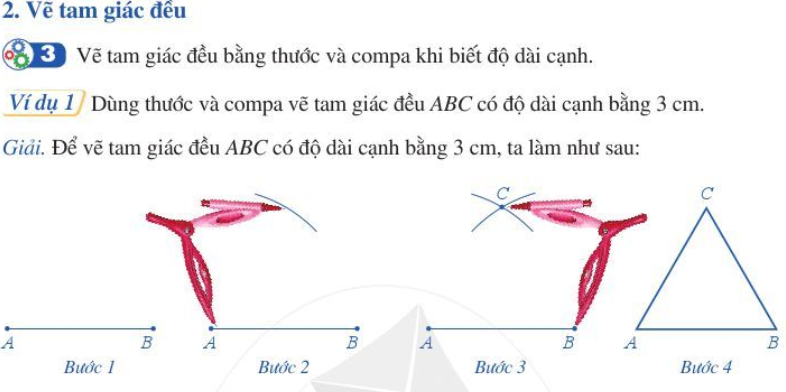 2. Vẽ tam giác đều
3 Vẽ tam giác đều bằng thước và compa khi biết độ dài cạnh.
Ví dụ 1 Dùng thước và compa vẽ tam giác đều ABC có độ dài cạnh bằng 3 cm.
Giải. Để vẽ tam giác đều ABC có độ dài cạnh bằng 3 cm, ta làm như sau:
C C
A B A B A B A B
Bước 1 Bước 2 Bước 3 Bước 4